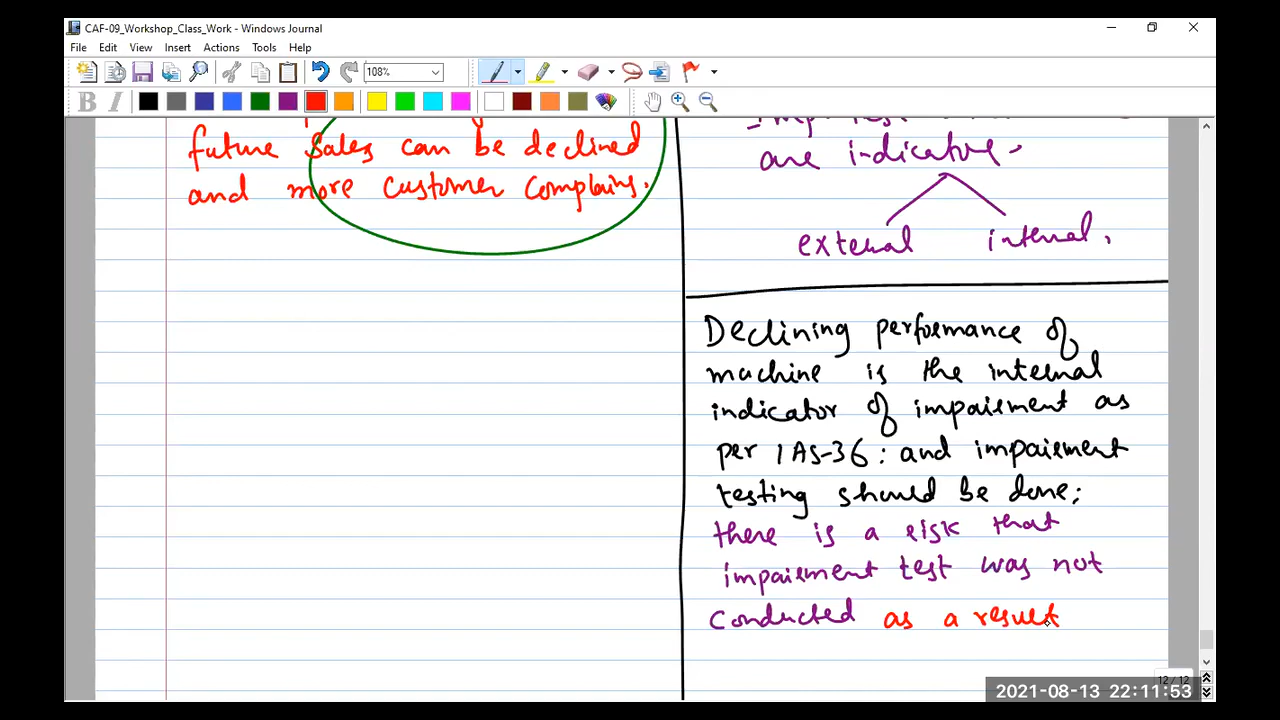 CAF-09_Workshop_Class_Work - Windows Journal
File Edit View Insert Actions Tools Help
108%
B I
future Sales can be declined
and more customer complains.
are indicators
external internal.
Declining performance of
machine is the internal
indicator of impairment as
per IAS-36: and impairment
testing should be done;
there is a risk that
impairment test was not
conducted as a result
12 / 12
2021-08-13 22:11:53